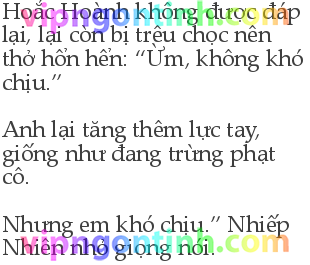 Hoắc Hoành không được đáp
lại, lại còn bị trêu chọc nên
thở hổn hển: “Ừm, không khó
chịu.”
Anh lại tăng thêm lực tay,
giống như đang trừng phạt
cô.
Nhưng em khó chịu.” Nhiếp
Nhiên nhỏ giọng nói.
vipngontinh.com
vipngontinh.com